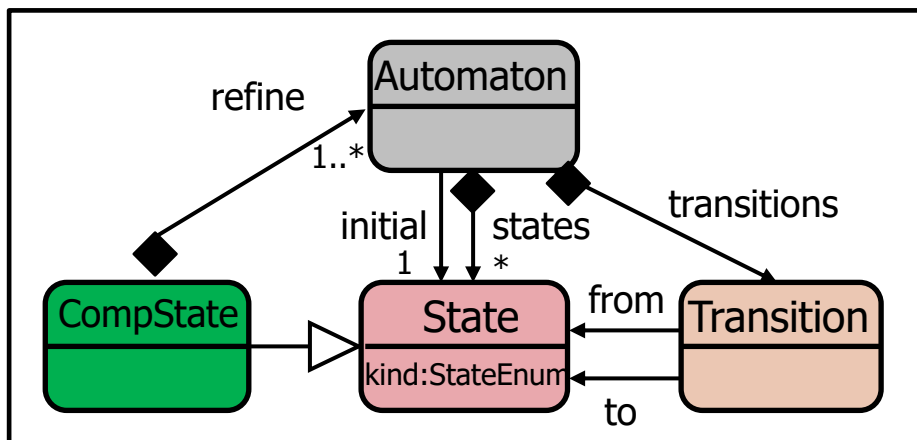 Automaton
refine
1..*
transitions
initial
states
1
*
CompState
State
from
Transition
kind:StateEnum
to